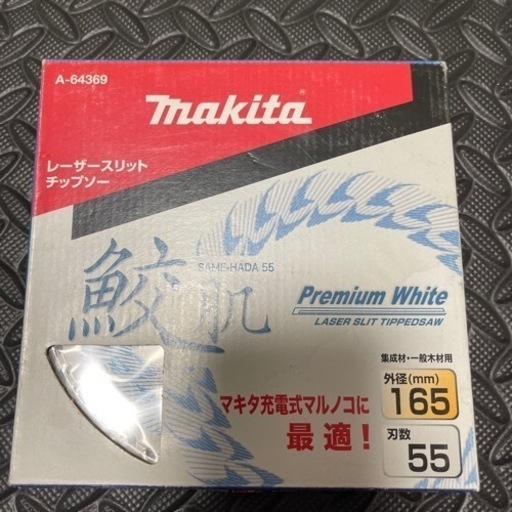 A-64369
makita®
レーザースリット
チップソー
SAME-HADA 55
鮫肌
Premium White
LASER SLIT TIPPEDSAW
集成材・一般木材用
マキタ充電式マルノコに
最適！
外径(mm)
165
刃数
55